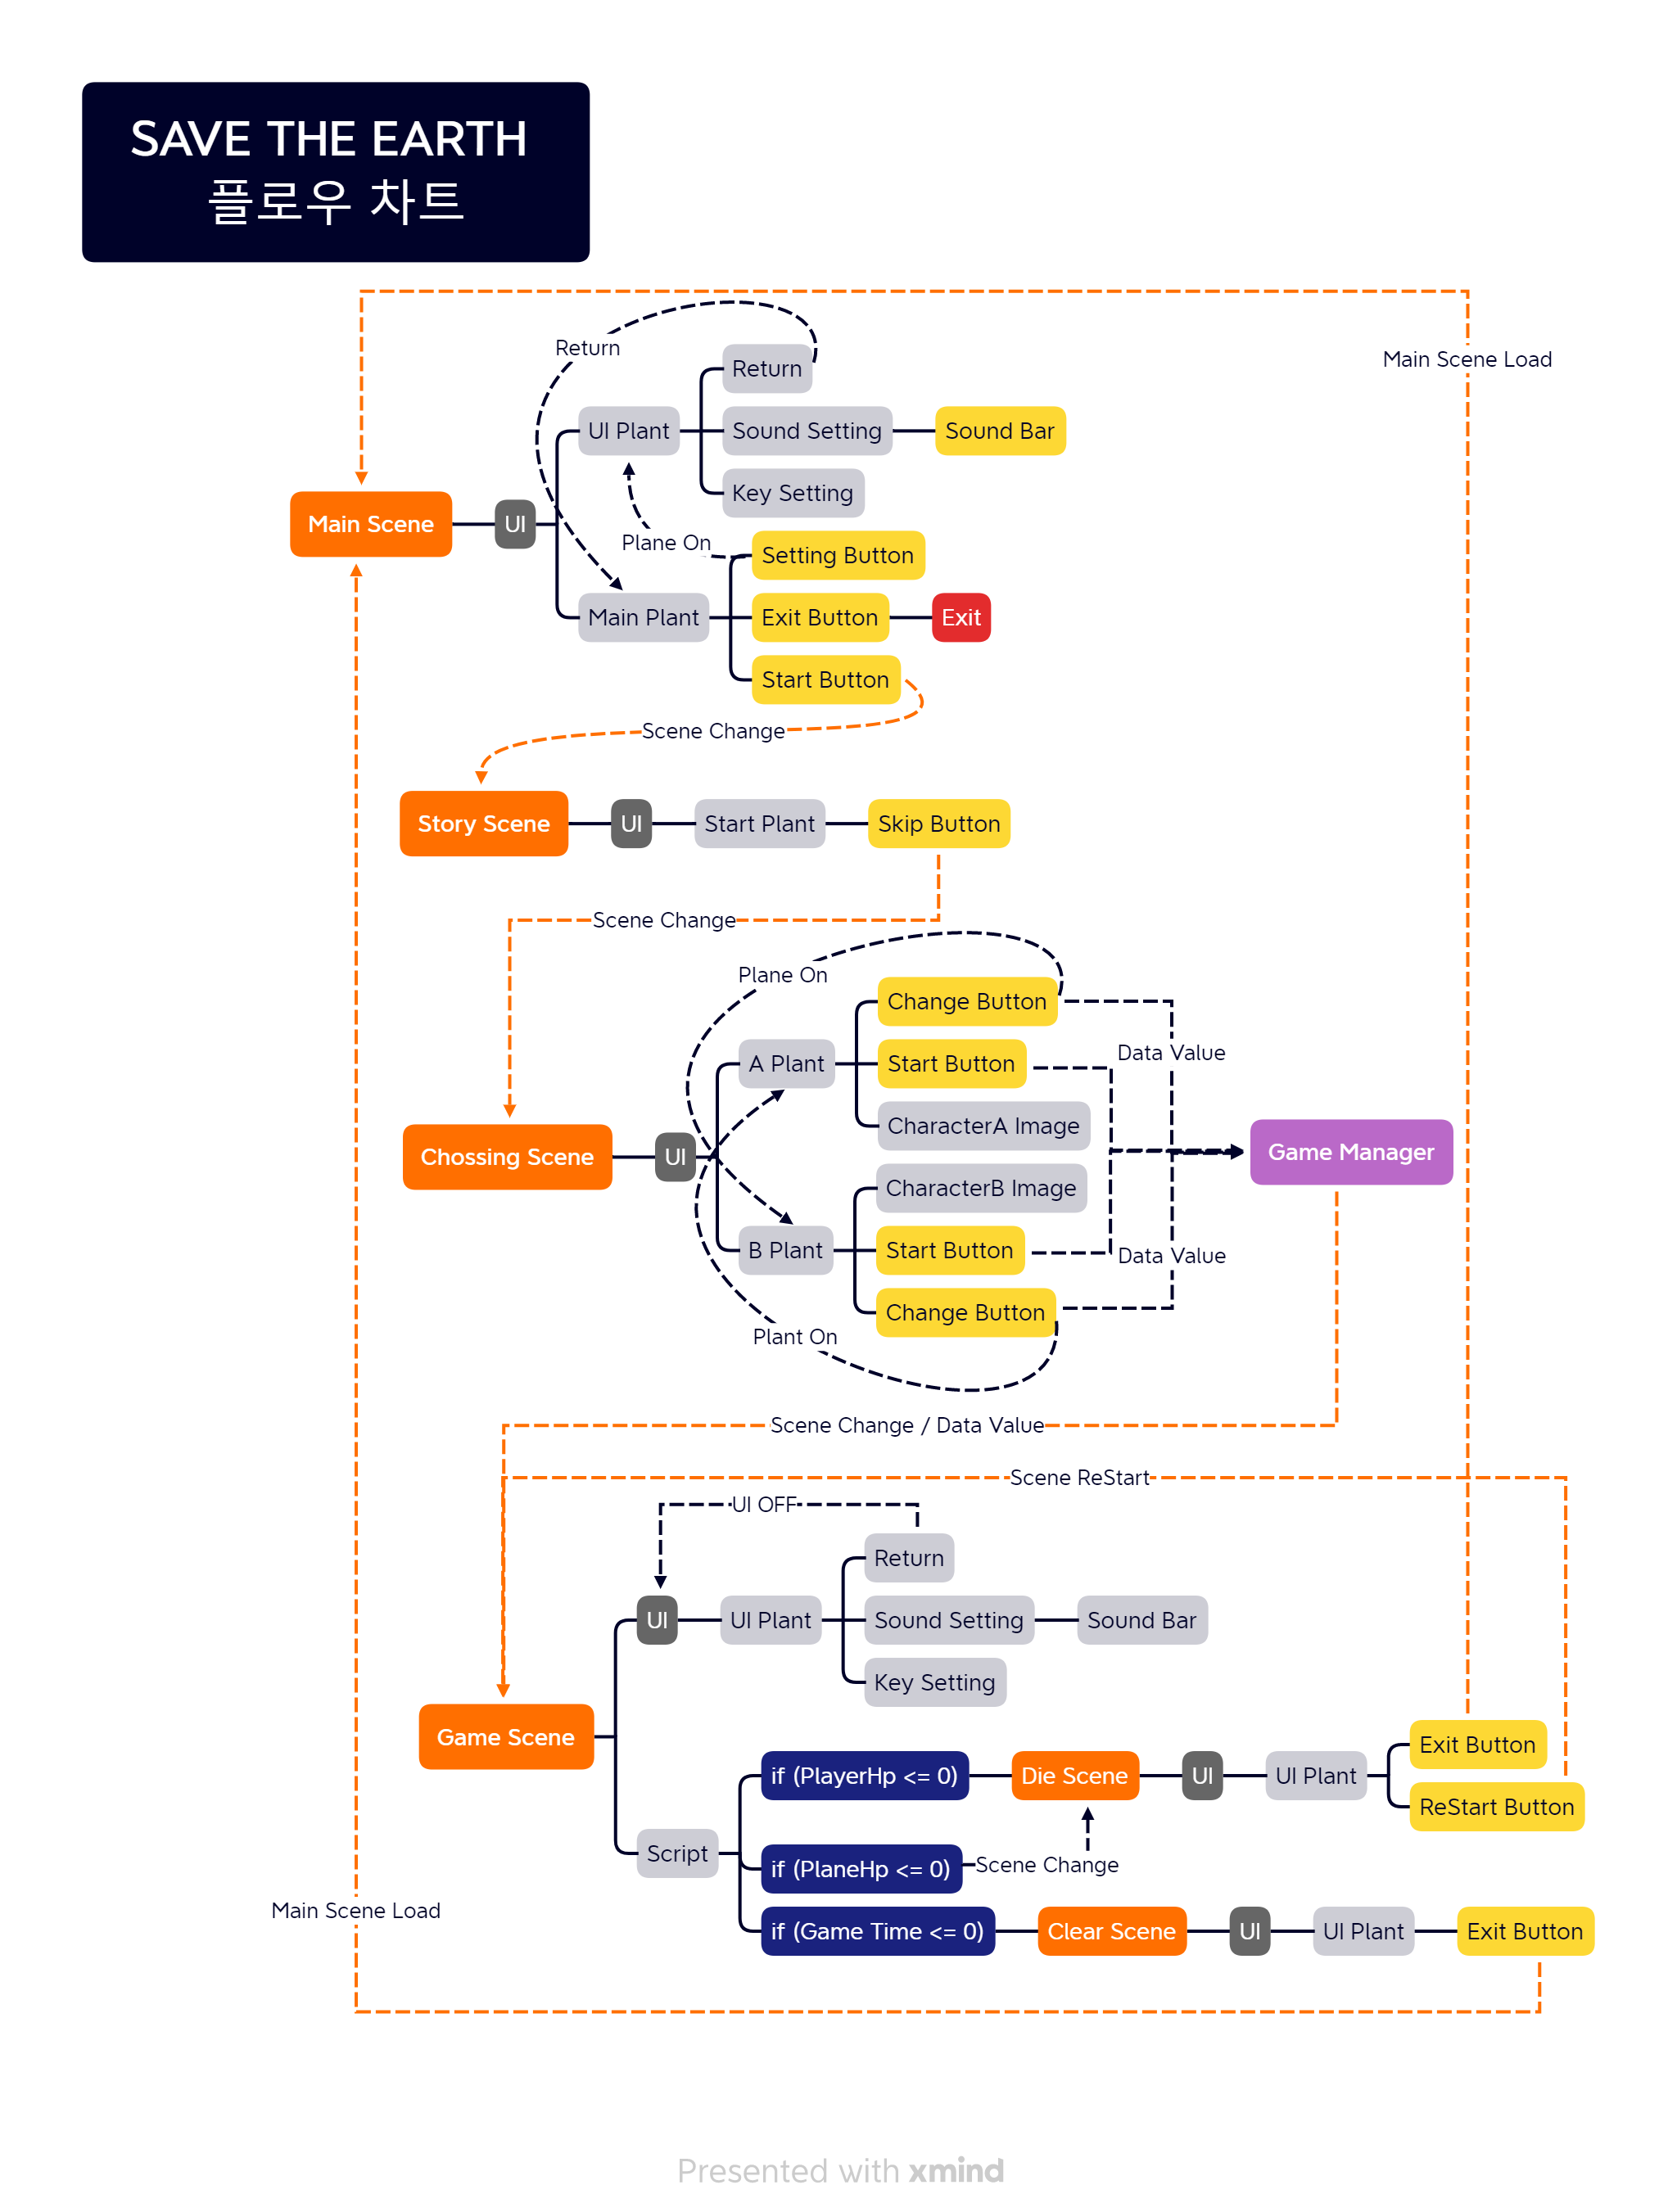 SAVE THE EARTH
플로우 차트
Main Scene Load
Return
Return
UI Plant
Sound Setting
Sound Bar
Key Setting
Main Scene
UI
Plane On
Setting Button
Main Plant
Exit Button
Exit
Start Button
Scene Change
Story Scene
UI
Start Plant
Skip Button
Scene Change
Plane On
Change Button
Data Value
A Plant
Start Button
CharacterA Image
Chossing Scene
UI
Game Manager
CharacterB Image
B Plant
Start Button
Data Value
Change Button
Plant On
Scene Change / Data Value
Scene ReStart
UI OFF
Return
UI
UI Plant
Sound Setting
Sound Bar
Key Setting
Game Scene
Exit Button
if (PlayerHp <= 0)
Die Scene
UI
UI Plant
ReStart Button
Script
if (PlaneHp <= 0)
Scene Change
Main Scene Load
if (Game Time <= 0)
Clear Scene
UI
UI Plant
Exit Button
Presented with xmind